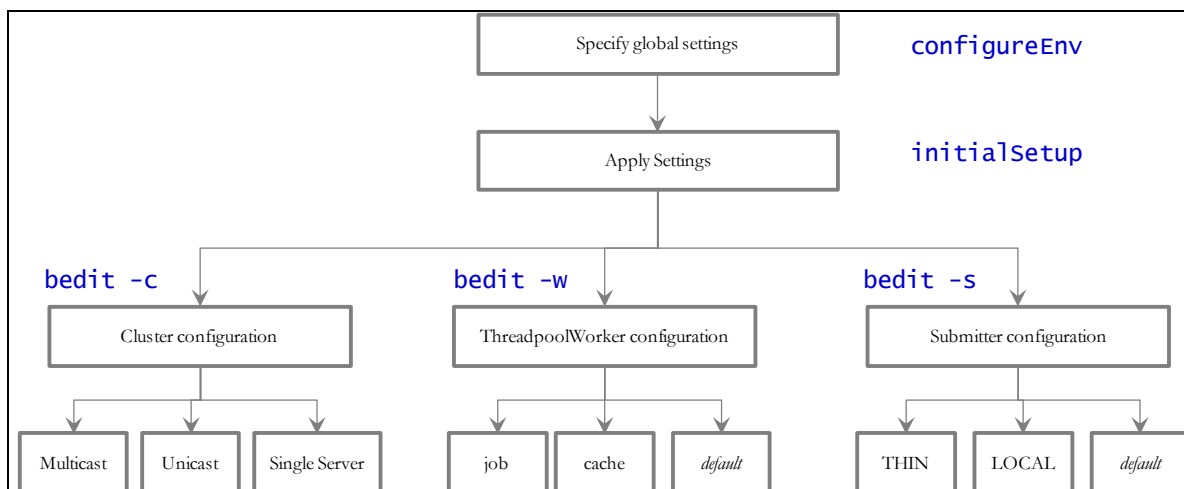 Specify global settings
configureEnv
Apply Settings
initialSetup
bedit -c
bedit -w
bedit -s
Cluster configuration
ThreadpoolWorker configuration
Submitter configuration
Multicast
Unicast
Single Server
job
cache
default
THIN
LOCAL
default